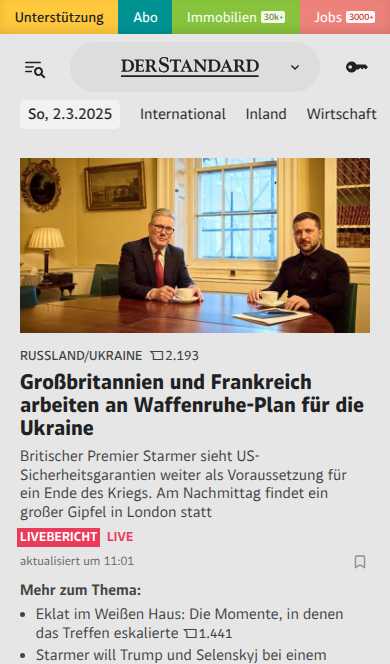 Unterstützung Abo Immobilien 30k+ Jobs 3000+
DERSTANDARD
So, 2.3.2025 International Inland Wirtschaft
RUSSLAND/UKRAINE 2.193
Großbritannien und Frankreich
arbeiten an Waffenruhe-Plan für die
Ukraine
Britischer Premier Starmer sieht US-
Sicherheitsgarantien weiter als Voraussetzung für
ein Ende des Kriegs. Am Nachmittag findet ein
großer Gipfel in London statt
LIVEBERICHT LIVE
aktualisiert um 11:01
Mehr zum Thema:
• Eklat im Weißen Haus: Die Momente, in denen
das Treffen eskalierte 1.441
• Starmer will Trump und Selenskyj bei einem